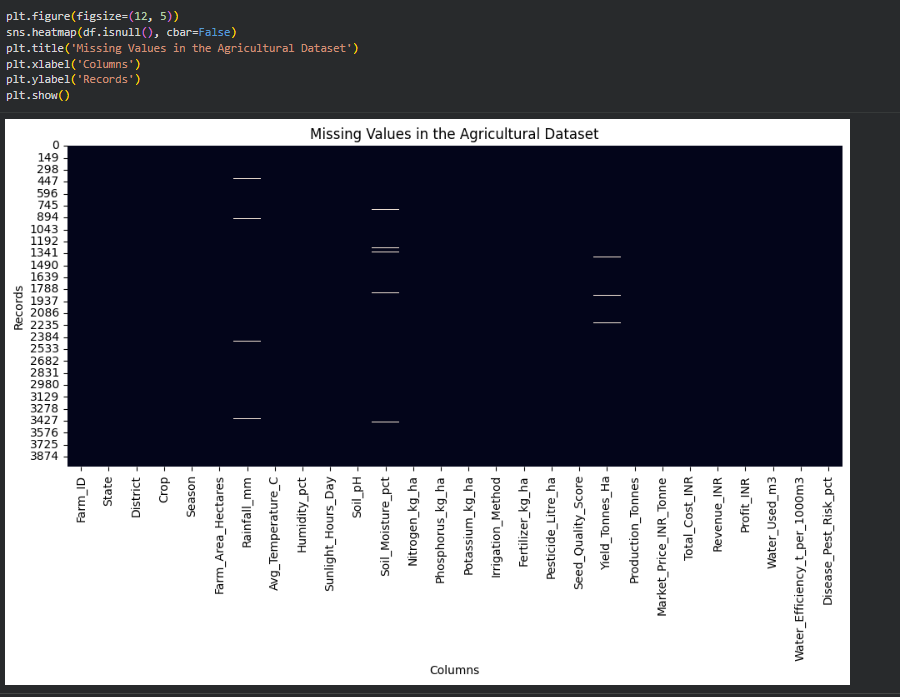 plt.figure(figsize=(12, 5))
sns.heatmap(df.isnull(), cbar=False)
plt.title('Missing Values in the Agricultural Dataset')
plt.xlabel('Columns')
plt.ylabel('Records')
plt.show()
Missing Values in the Agricultural Dataset
0
149
298
447
596
745
894
1043
1192
1341
1490
1639
1788
1937
2086
2235
2384
2533
2682
2831
2980
3129
3278
3427
3576
3725
3874
Records
Farm_ID
State
District
Crop
Season
Farm_Area_Hectares
Rainfall_mm
Avg_Temperature_C
Humidity_pct
Sunlight_Hours_Day
Soil_pH
Soil_Moisture_pct
Nitrogen_kg_ha
Phosphorus_kg_ha
Potassium_kg_ha
Irrigation_Method
Fertilizer_kg_ha
Pesticide_Litre_ha
Seed_Quality_Score
Yield_Tonnes_Ha
Production_Tonnes
Market_Price_INR_Tonne
Total_Cost_INR
Revenue_INR
Profit_INR
Water_Used_m3
Water_Efficiency_t_per_1000m3
Disease_Pest_Risk_pct
Columns